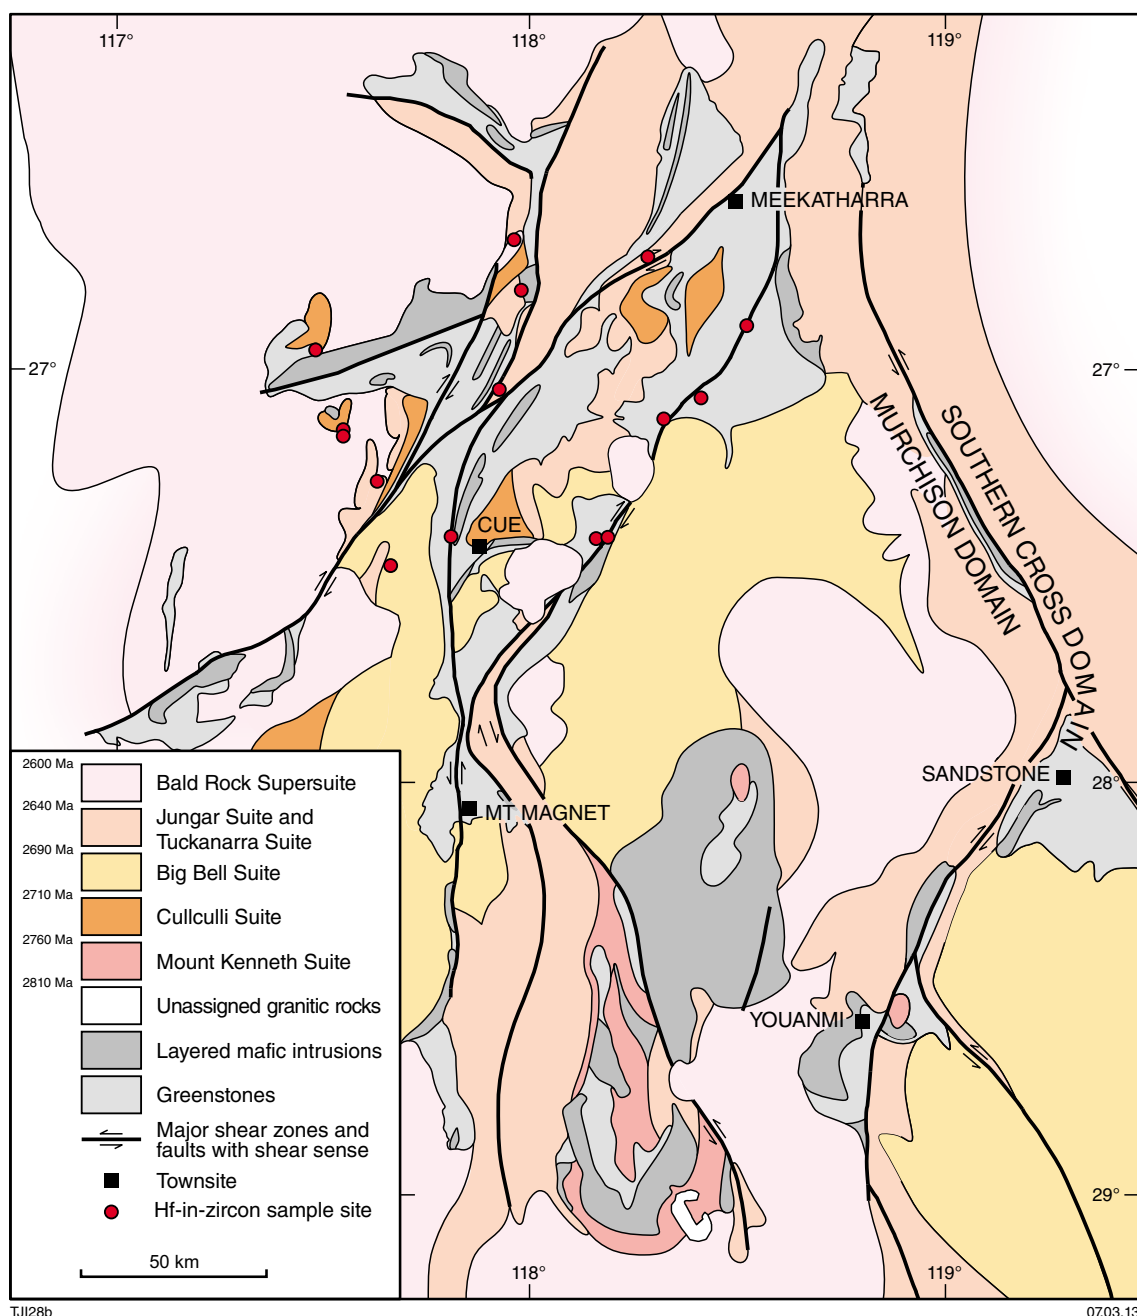 117°
118°
119°
MEEKATHARRA
27°
27°
SOUTHERN CROSS DOMAIN
MURCHISON DOMAIN
CUE
SANDSTONE
28°
MT MAGNET
YOUANMI
29°
2600 Ma
Bald Rock Supersuite
2640 Ma
Jungar Suite and
Tuckanarra Suite
2690 Ma
Big Bell Suite
2710 Ma
Cullculli Suite
2760 Ma
Mount Kenneth Suite
2810 Ma
Unassigned granitic rocks
Layered mafic intrusions
Greenstones
Major shear zones and
faults with shear sense
Townsite
Hf-in-zircon sample site
50 km
118°
119°
TJI28b
07.03.13